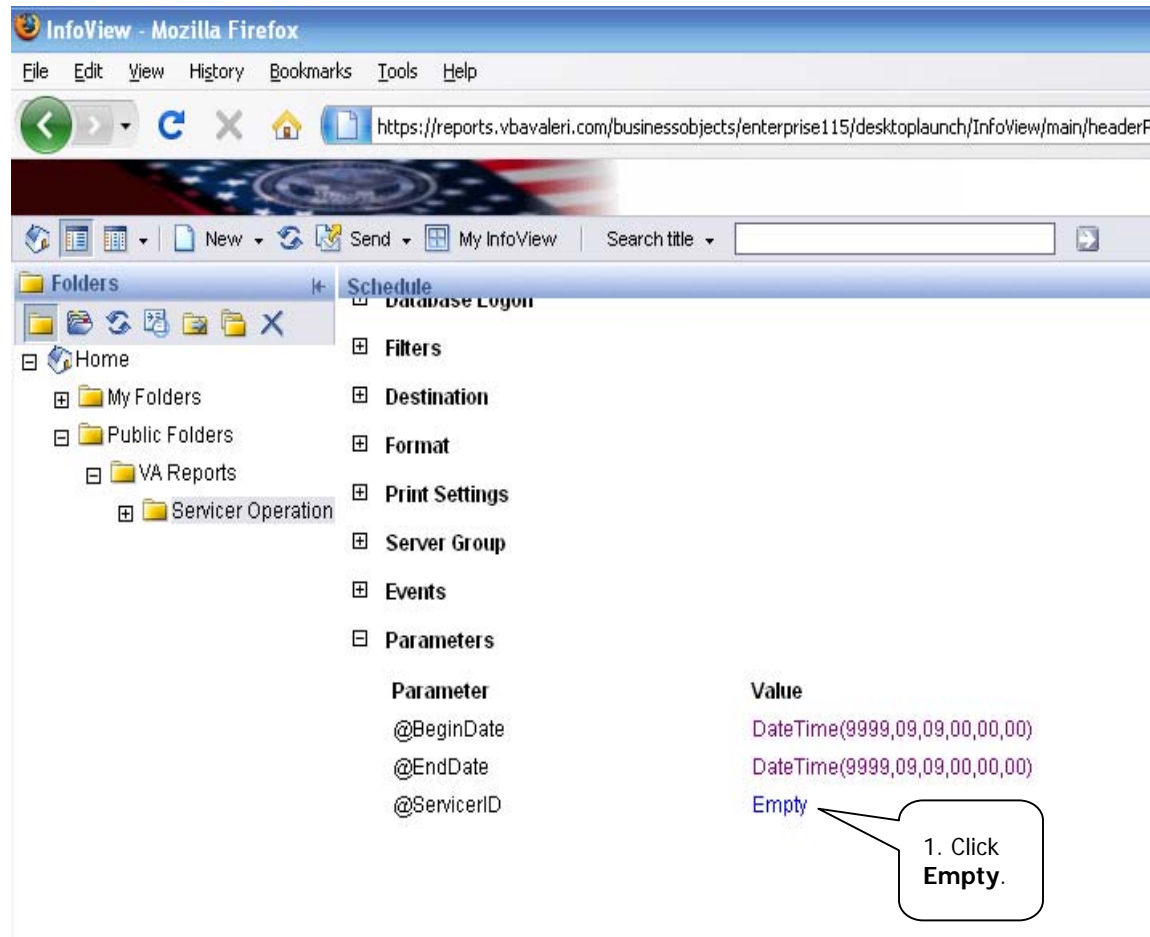 InfoView - Mozilla Firefox
File Edit View History Bookmarks Tools Help
https://reports.vbavaleri.com/businessobjects/enterprise115/desktoplaunch/InfoView/main/headerP
New Send My InfoView Search title
Folders
Schedule
Database Logon
Home
My Folders
Public Folders
VA Reports
Servicer Operation
Filters
Destination
Format
Print Settings
Server Group
Events
Parameters
Parameter Value
@BeginDate DateTime(9999,09,09,00,00,00)
@EndDate DateTime(9999,09,09,00,00,00)
@ServicerID Empty
1. Click
Empty.